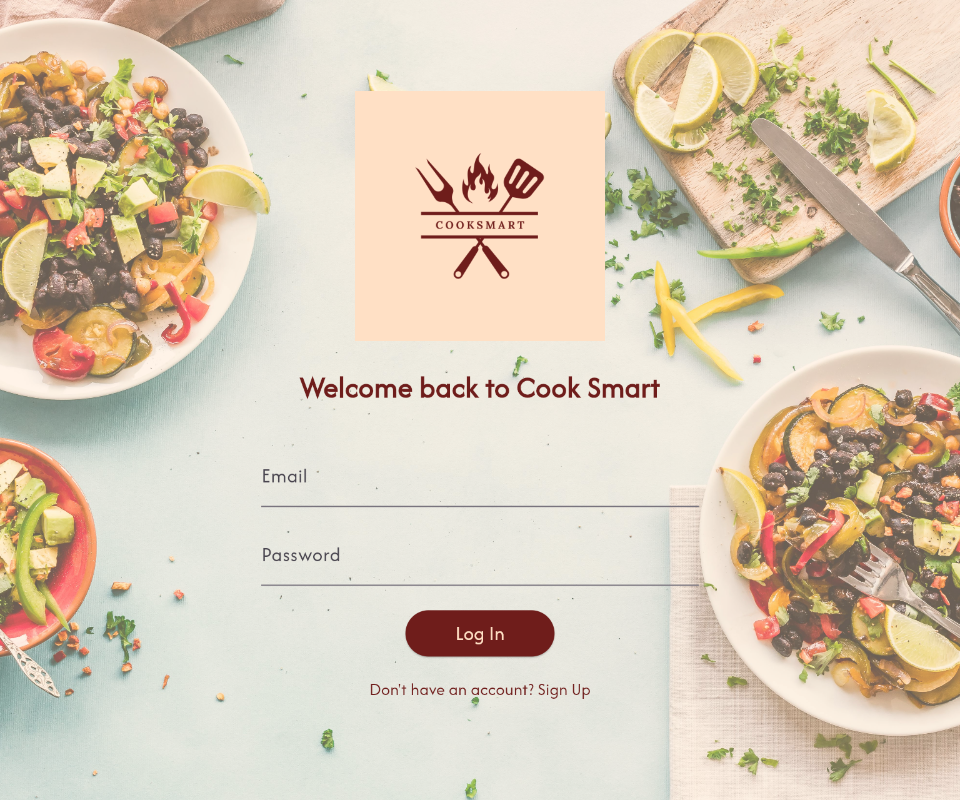 COOKSMART
Welcome back to Cook Smart
Email
Password
Log In
Don't have an account? Sign Up